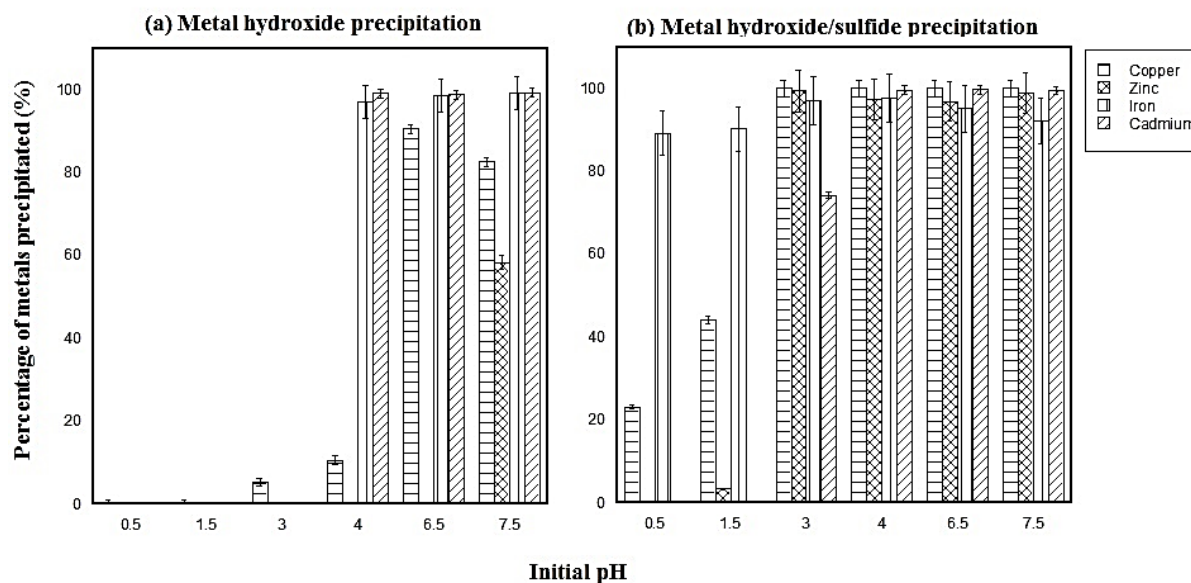 (a) Metal hydroxide precipitation
(b) Metal hydroxide/sulfide precipitation
Percentage of metals precipitated (%)
100
80
60
40
20
0
0.5 1.5 3 4 6.5 7.5
100
80
60
40
20
0
0.5 1.5 3 4 6.5 7.5
Copper
Zinc
Iron
Cadmium
Initial pH